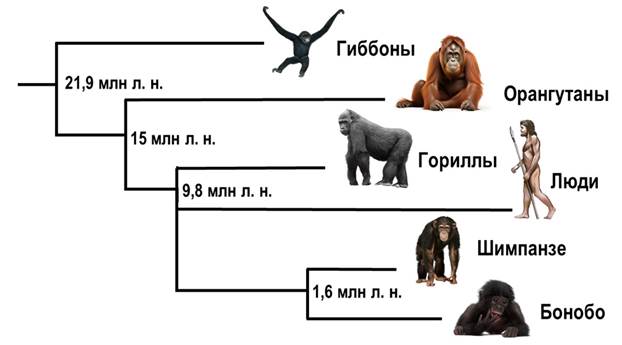 Гиббоны
21,9 млн л. н.
Орангутаны
15 млн л. н.
Гориллы
Люди
9,8 млн л. н.
Шимпанзе
1,6 млн л. н.
Бонобо